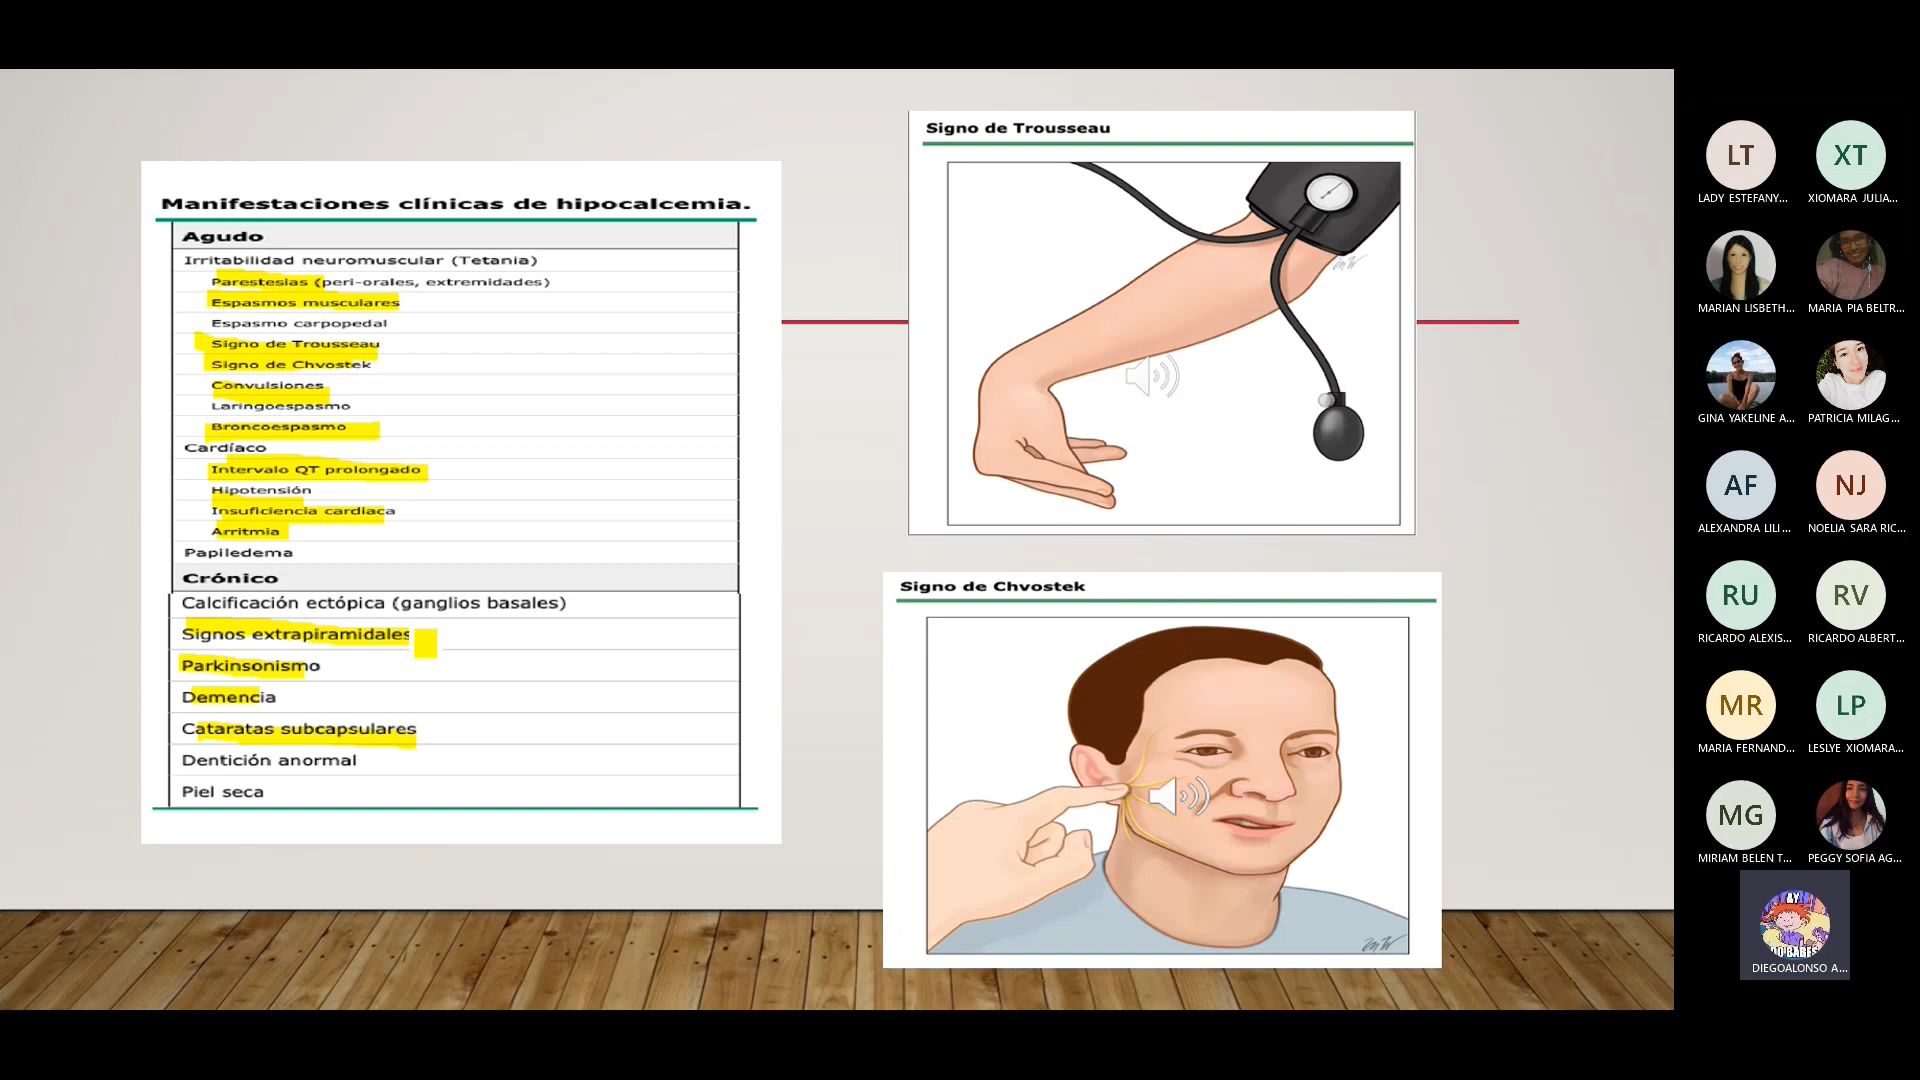 Manifestaciones clínicas de hipocalcemia.
Agudo
Irritabilidad neuromuscular (Tetania)
Parestesias (peri-orales, extremidades)
Espasmos musculares
Espasmo carpopedal
Signo de Trousseau
Signo de Chvostek
Convulsiones
Laringoespasmo
Broncoespasmo
Cardíaco
Intervalo QT prolongado
Hipotensión
Insuficiencia cardiaca
Arritmia
Papiledema
Crónico
Calcificación ectópica (ganglios basales)
Signos extrapiramidales
Parkinsonismo
Demencia
Cataratas subcapsulares
Dentición anormal
Piel seca
Signo de Trousseau
Signo de Chvostek
LT
LADY ESTEFANY...
XT
XIOMARA JULIA...
MARIAN LISBETH...
MARIA PIA BELTR...
GINA YAKELINE A...
PATRICIA MILAG...
AF
ALEXANDRA LILI...
NJ
NOELIA SARA RIC...
RU
RICARDO ALEXIS...
RV
RICARDO ALBERT...
MR
MARIA FERNAND...
LP
LESLYE XIOMARA...
MG
MIRIAM BELEN T...
PEGGY SOFIA AG...
AY
DIEGOALONSO A...